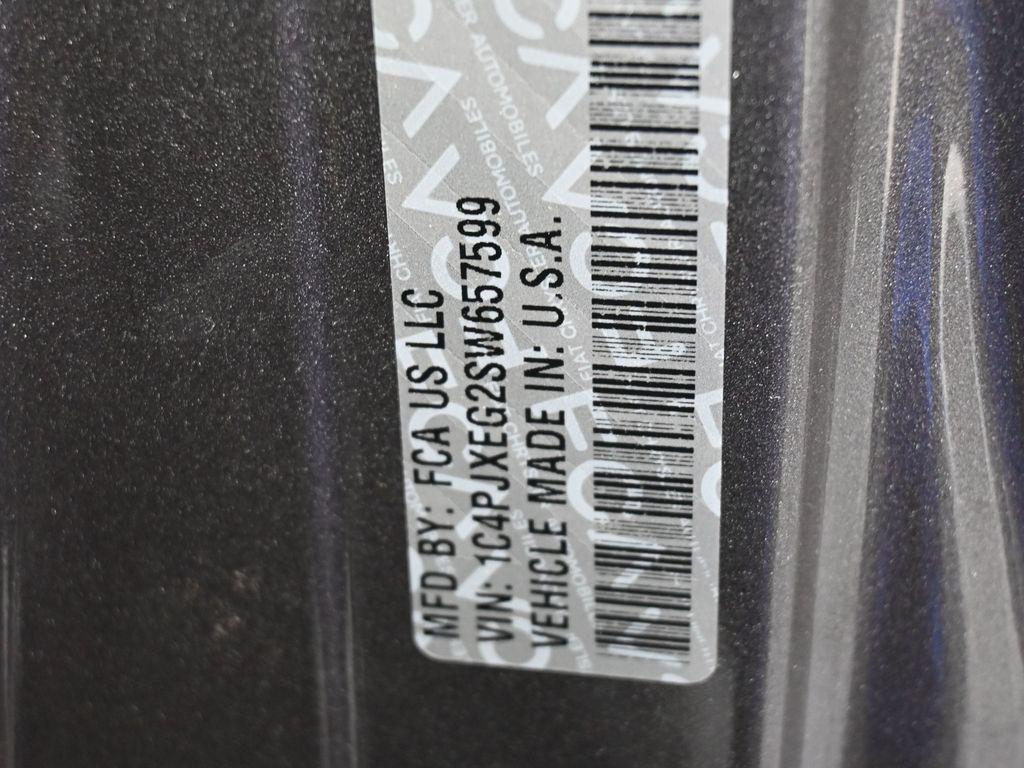 MFD BY: FCA US LLC
VIN: 1C4PJXEG2SW657599
VEHICLE MADE IN: U.S.A.